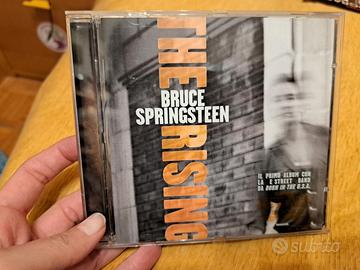 THE RISING
BRUCE
SPRINGSTEEN
IL PRIMO ALBUM CON
LA E STREET BAND
DA BORN IN THE U.S.A.
subito